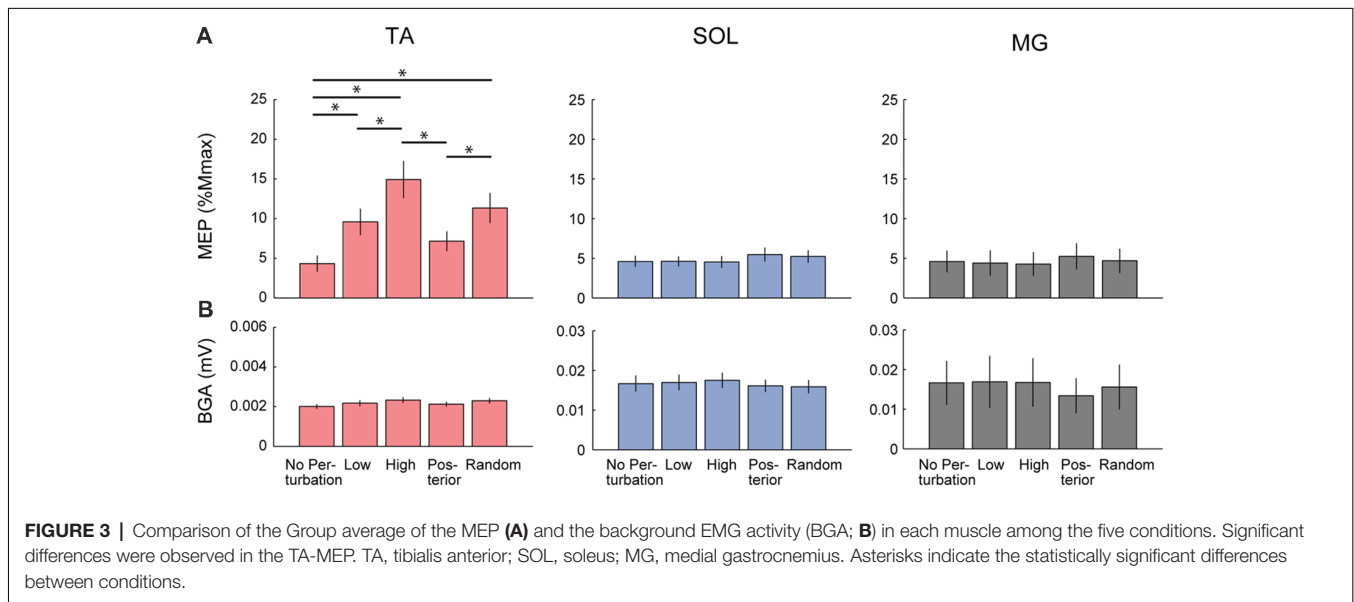 A TA SOL MG
* * * * * *
MEP (%Mmax)
25 25 25
20 20 20
15 15 15
10 10 10
5 5 5
0 0 0
B
BGA (mV)
0.006 0.03 0.03
0.004 0.02 0.02
0.002 0.01 0.01
0 0 0
No Per- Low High Pos- Random No Per- Low High Pos- Random No Per- Low High Pos- Random
turbation terior turbation terior turbation terior
FIGURE 3 | Comparison of the Group average of the MEP (A) and the background EMG activity (BGA; B) in each muscle among the five conditions. Significant
differences were observed in the TA-MEP. TA, tibialis anterior; SOL, soleus; MG, medial gastrocnemius. Asterisks indicate the statistically significant differences
between conditions.